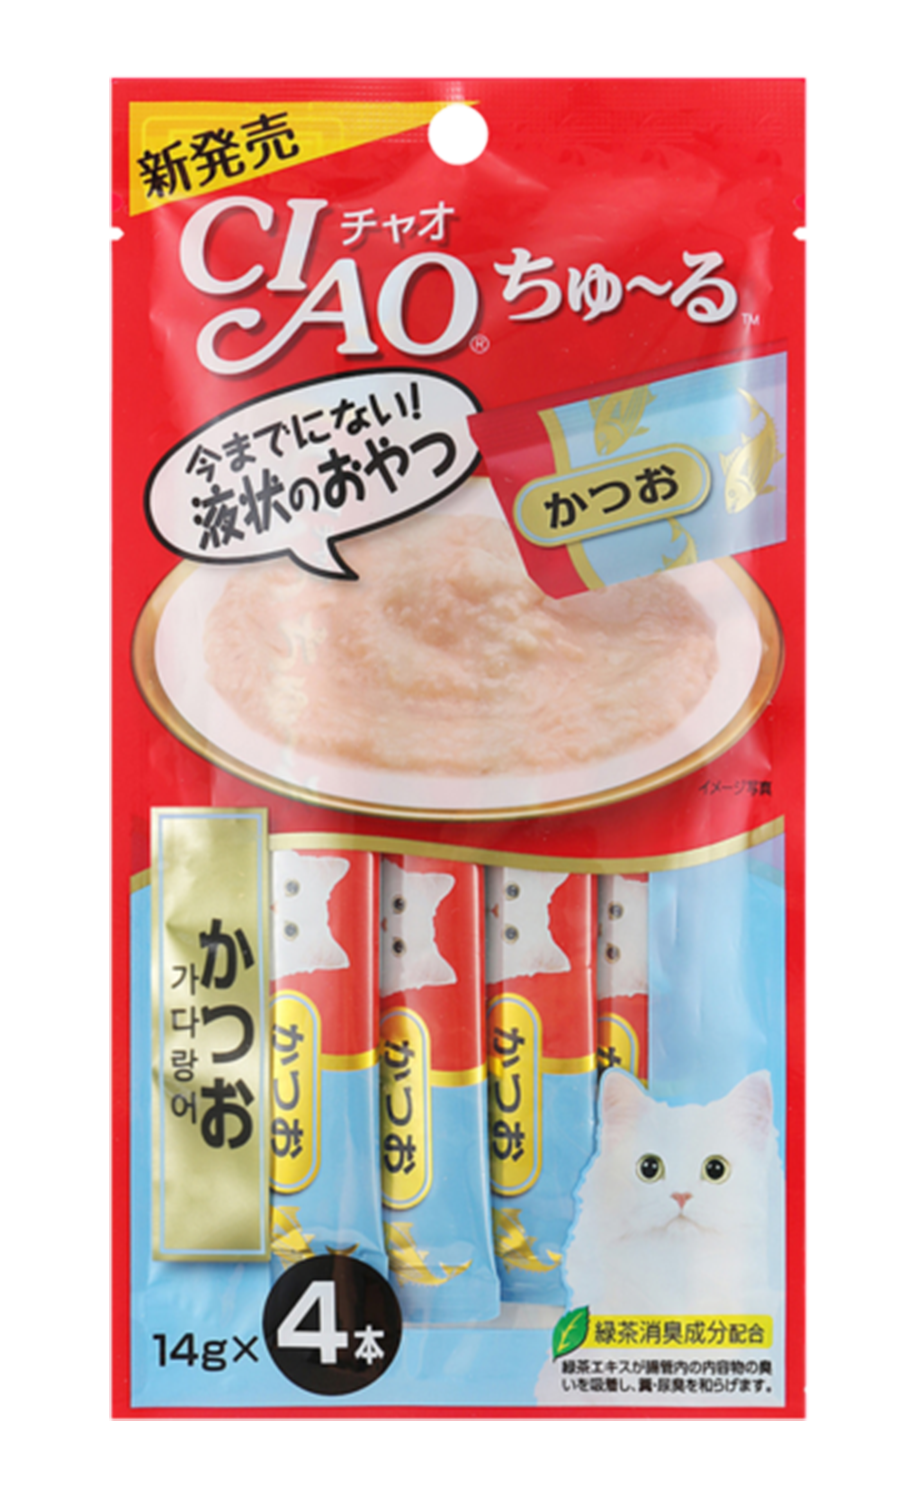 新発売
CIAO チャオ
ちゅ~る™
®
今までにない!
液状のおやつ
かつお
イメージ写真
かつお
가다랑어
かつお
かつお
かつお
14g×4本
緑茶消臭成分配合
緑茶エキスが腸管内の内容物の臭
いを吸着し、糞・尿臭を和らげます。